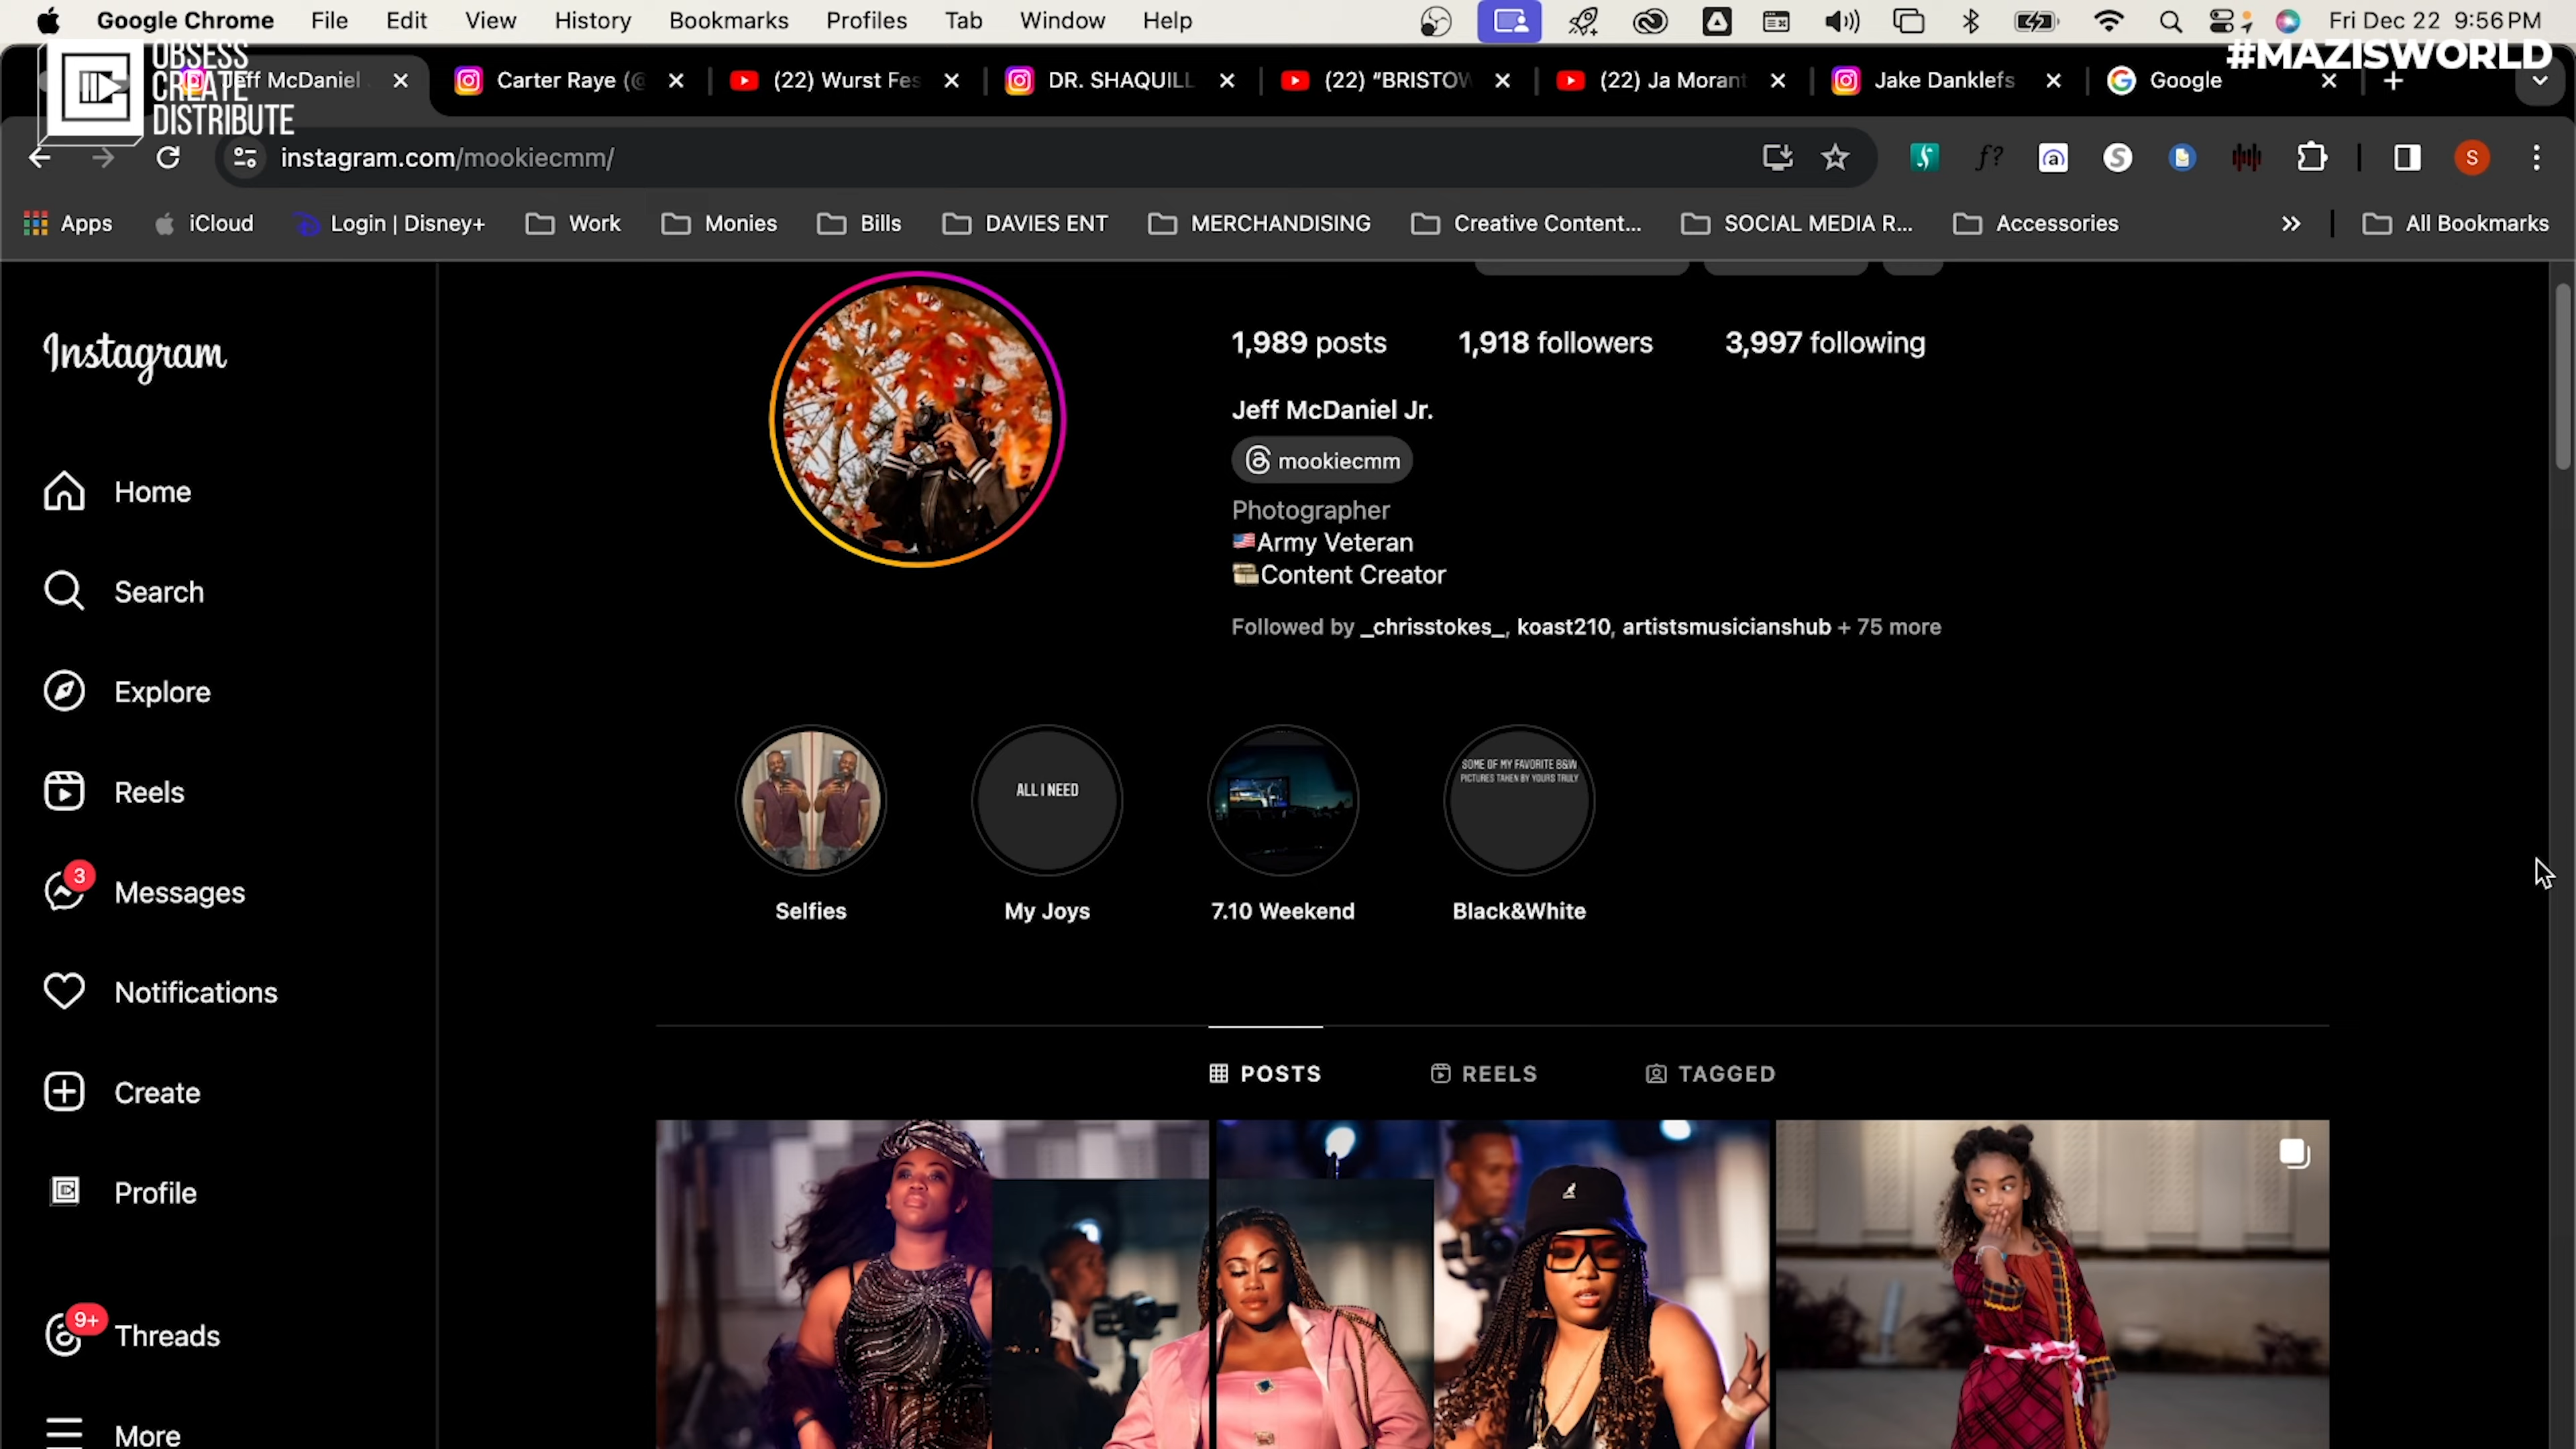 Google Chrome File Edit View History Bookmarks Profiles Tab Window Help
Fri Dec 22 9:56 PM
OBSESS
CREATE
DISTRIBUTE
#MAZISWORLD
Jeff McDaniel
Carter Raye (@
(22) Wurst Fes
DR. SHAQUILL
(22) "BRISTOW
(22) Ja Morant
Jake Danklefs
Google
instagram.com/mookiecmm/
S
Apps
iCloud
Login | Disney+
Work
Monies
Bills
DAVIES ENT
MERCHANDISING
Creative Content...
SOCIAL MEDIA R...
Accessories
All Bookmarks
Instagram
Home
Search
Explore
Reels
3
Messages
Notifications
Create
Profile
9+
Threads
More
1,989 posts 1,918 followers 3,997 following
Jeff McDaniel Jr.
mookiecmm
Photographer
🇺🇸Army Veteran
Content Creator
Followed by _chrisstokes_, koast210, artistsmusicianshub + 75 more
ALL I NEED
SOME OF MY FAVORITE B&W
PICTURES TAKEN BY YOURS TRULY
Selfies
My Joys
7.10 Weekend
Black&White
POSTS
REELS
TAGGED